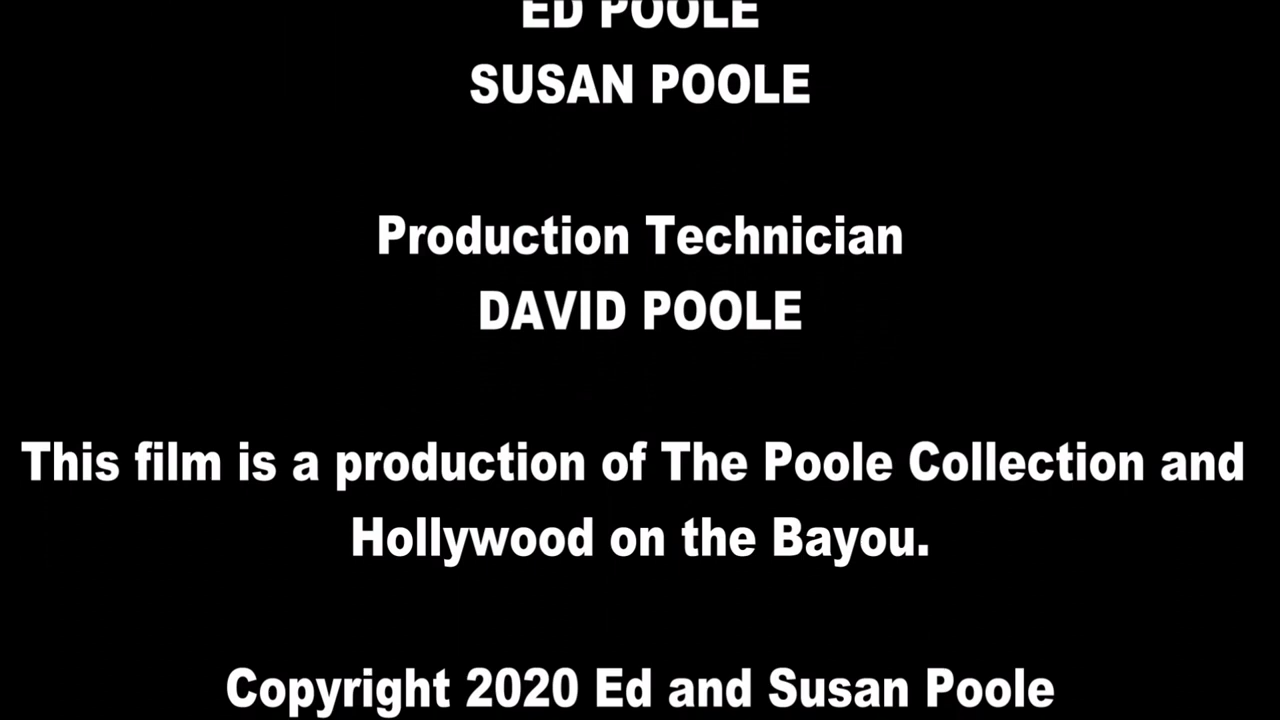 ED POOLE
SUSAN POOLE
Production Technician
DAVID POOLE
This film is a production of The Poole Collection and
Hollywood on the Bayou.
Copyright 2020 Ed and Susan Poole